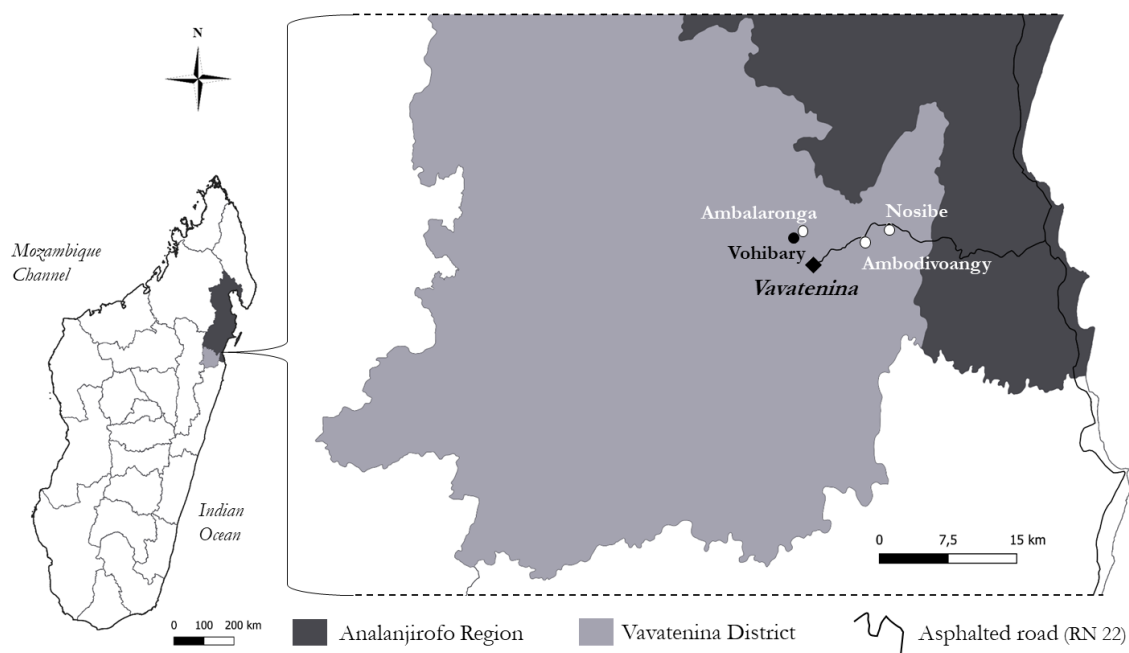 N
Mozambique
Channel
Indian
Ocean
0 100 200 km
Ambalaronga
Nosibe
Vohibary
Ambodivoangy
Vavatenina
0 7,5 15 km
Analanjirofo Region
Vavatenina District
Asphalted road (RN 22)